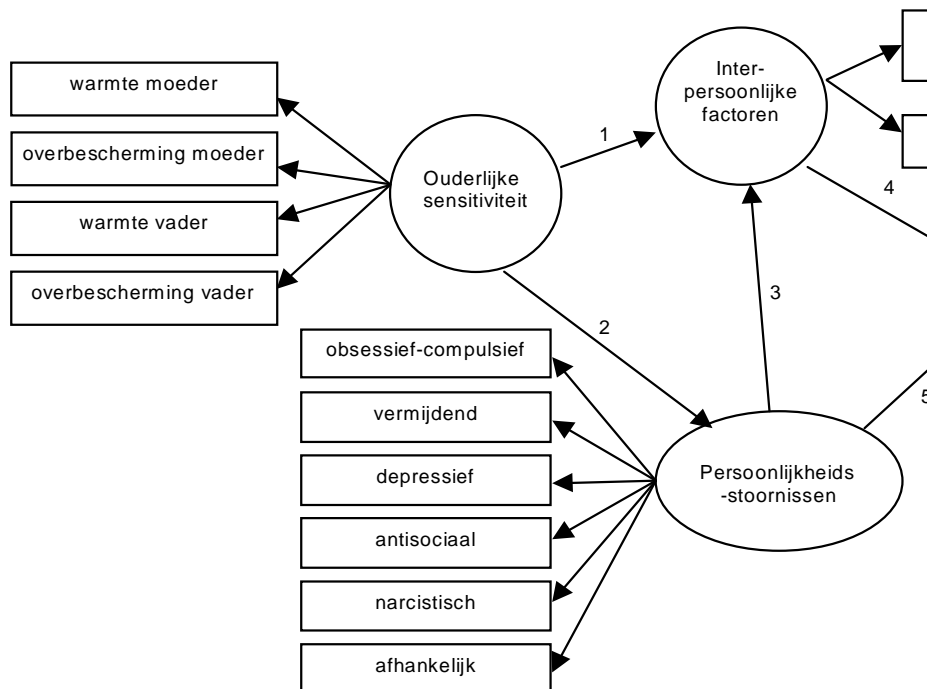 warmte moeder
overbescherming moeder
warmte vader
overbescherming vader
Ouderlijke
sensitiviteit
1
Inter-
persoonlijke
factoren
4
3
2
5
obsessief-compulsief
vermijdend
depressief
antisociaal
narcistisch
afhankelijk
Persoonlijkheids
-stoornissen